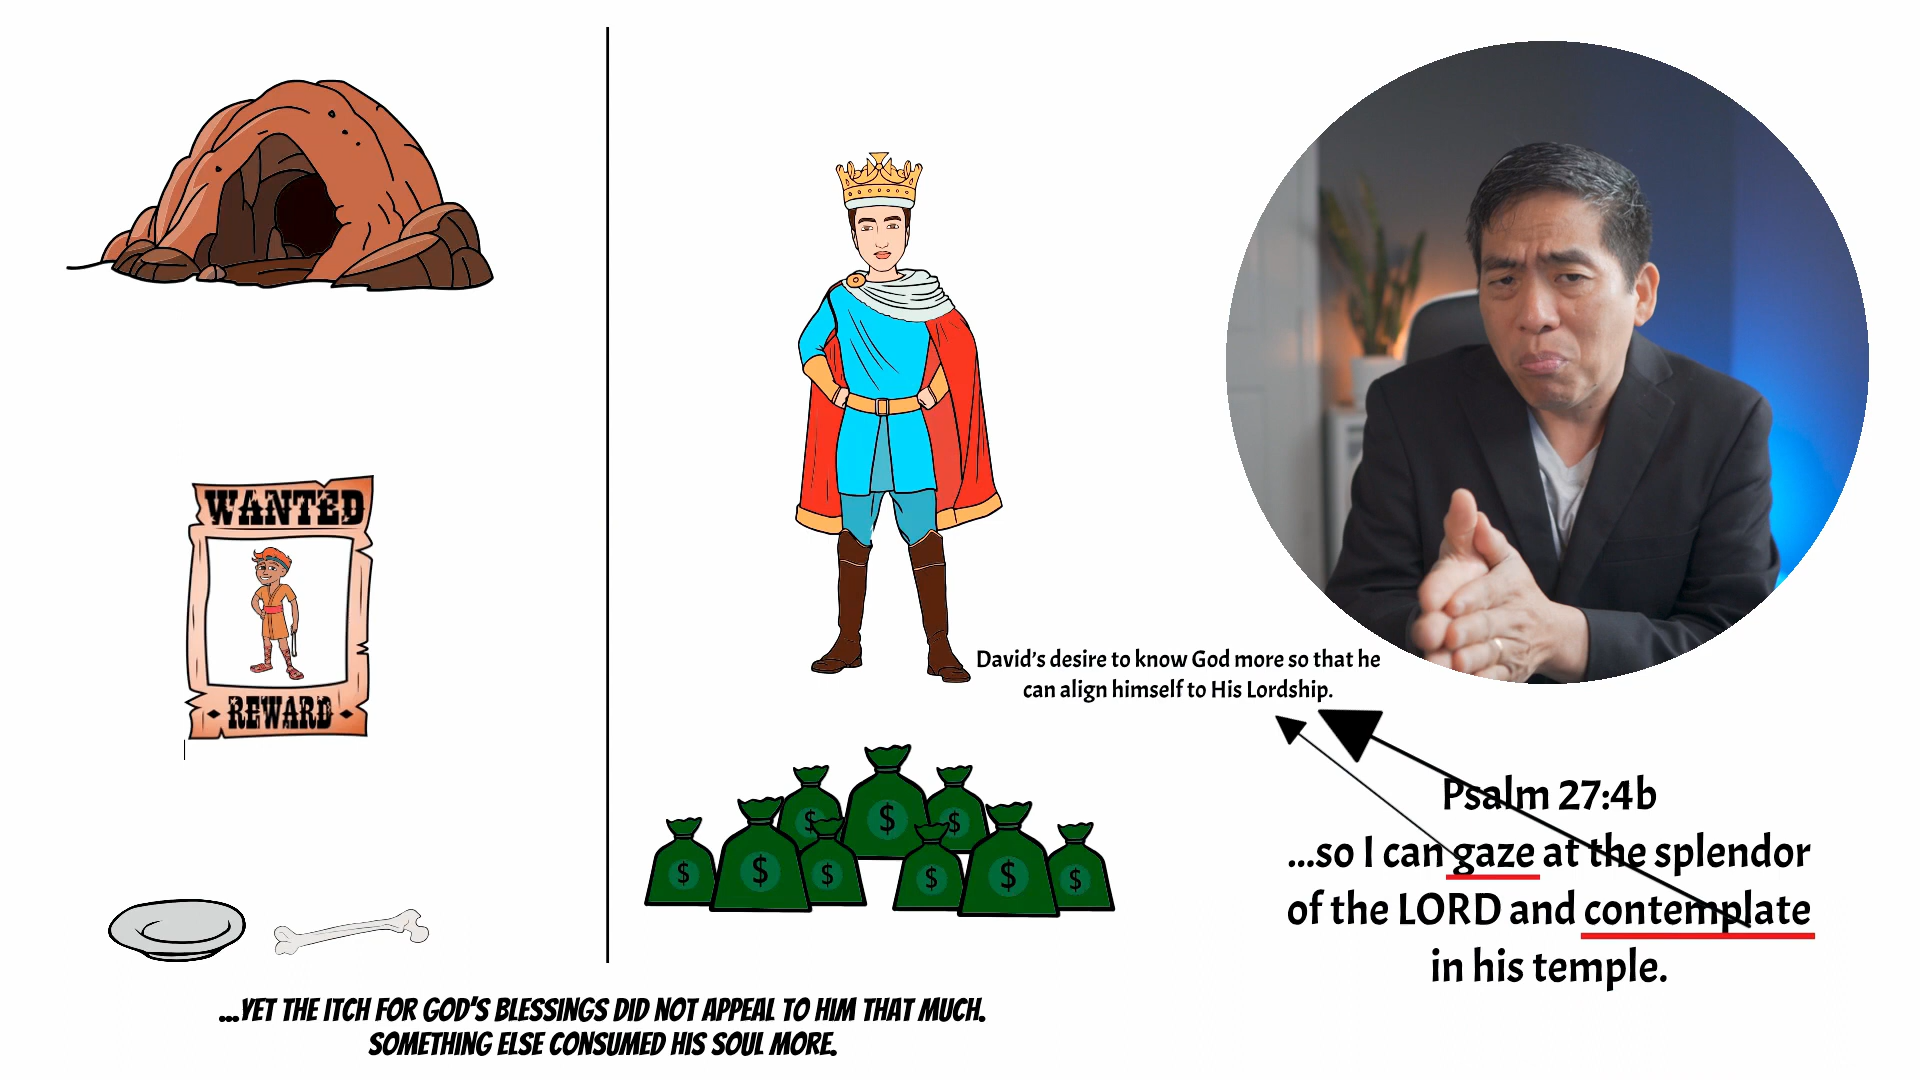 WANTED
REWARD
David's desire to know God more so that he
can align himself to His Lordship.
$ $ $ $ $ $ $ $ $
Psalm 27:4b
...so I can gaze at the splendor
of the LORD and contemplate
in his temple.
...YET THE ITCH FOR GOD'S BLESSINGS DID NOT APPEAL TO HIM THAT MUCH.
SOMETHING ELSE CONSUMED HIS SOUL MORE.